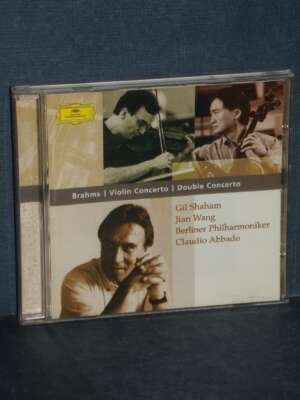 Brahms | Violin Concerto | Double Concerto
Gil Shaham
Jian Wang
Berliner Philharmoniker
Claudio Abbado